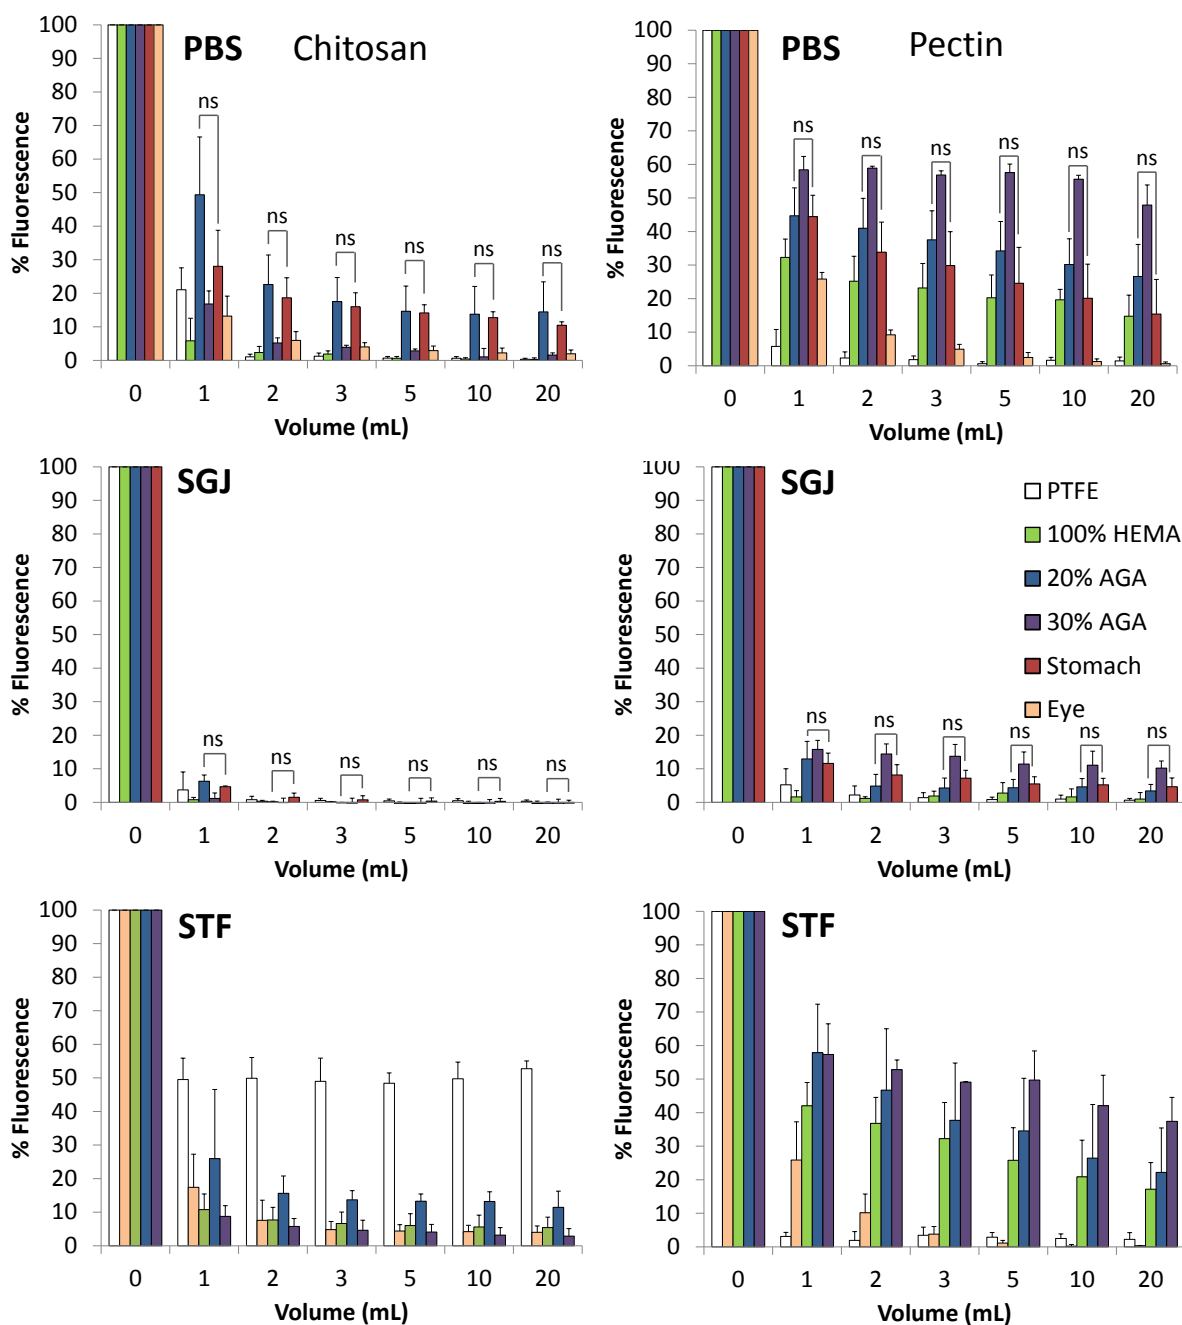 PBS Chitosan
% Fluorescence
100
90
80
70
60
50
40
30
20
10
0
ns
ns
ns
ns
ns
ns
0 1 2 3 5 10 20
Volume (mL)
PBS Pectin
% Fluorescence
100
90
80
70
60
50
40
30
20
10
0
ns
ns
ns
ns
ns
ns
0 1 2 3 5 10 20
Volume (mL)
SGJ
% Fluorescence
100
90
80
70
60
50
40
30
20
10
0
ns
ns
ns
ns
ns
ns
0 1 2 3 5 10 20
Volume (mL)
SGJ
% Fluorescence
100
90
80
70
60
50
40
30
20
10
0
PTFE
100% HEMA
20% AGA
30% AGA
Stomach
Eye
ns
ns
ns
ns
ns
ns
0 1 2 3 5 10 20
Volume (mL)
STF
% Fluorescence
100
90
80
70
60
50
40
30
20
10
0
0 1 2 3 5 10 20
Volume (mL)
STF
% Fluorescence
100
90
80
70
60
50
40
30
20
10
0
0 1 2 3 5 10 20
Volume (mL)